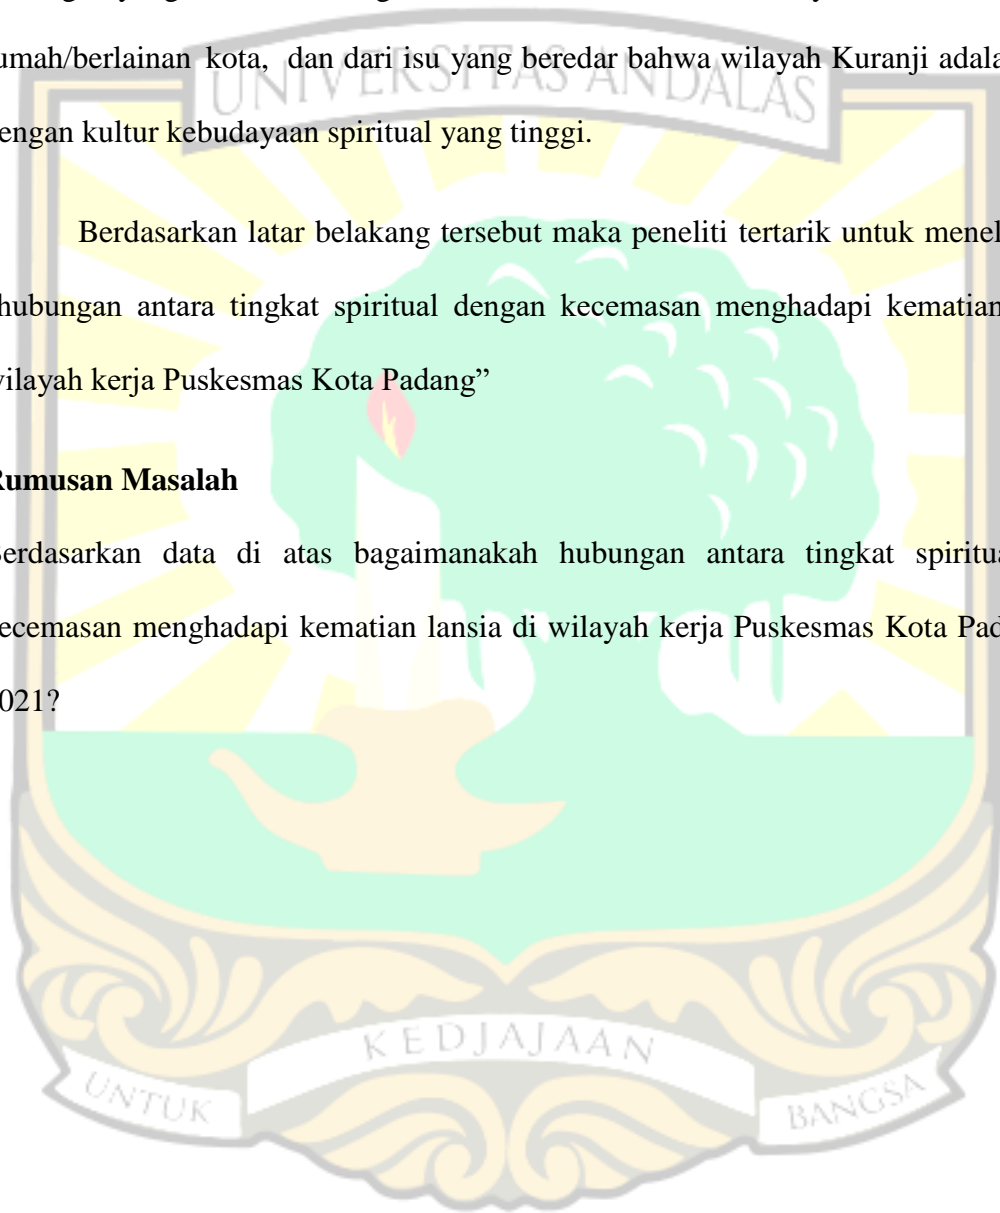 rumah/berlainan kota, dan dari isu yang beredar bahwa wilayah Kuranji adala
engan kultur kebudayaan spiritual yang tinggi.
Berdasarkan latar belakang tersebut maka peneliti tertarik untuk menel
hubungan antara tingkat spiritual dengan kecemasan menghadapi kematian
wilayah kerja Puskesmas Kota Padang”
Rumusan Masalah
Berdasarkan data di atas bagaimanakah hubungan antara tingkat spiritua
kecemasan menghadapi kematian lansia di wilayah kerja Puskesmas Kota Pad
2021?
UNIVERSITAS ANDALAS
UNTUK
KEDJAJAAN
BANGSA